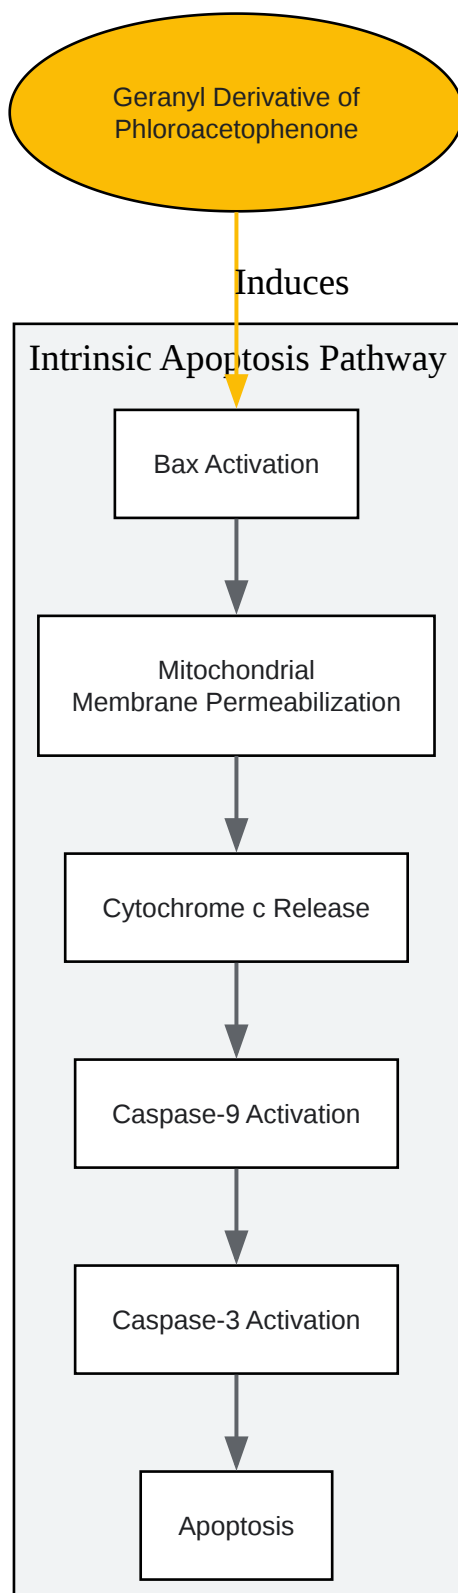 Geranyl Derivative of
Phloroacetophenone
Induces
Intrinsic Apoptosis Pathway
Bax Activation
Mitochondrial
Membrane Permeabilization
Cytochrome c Release
Caspase-9 Activation
Caspase-3 Activation
Apoptosis